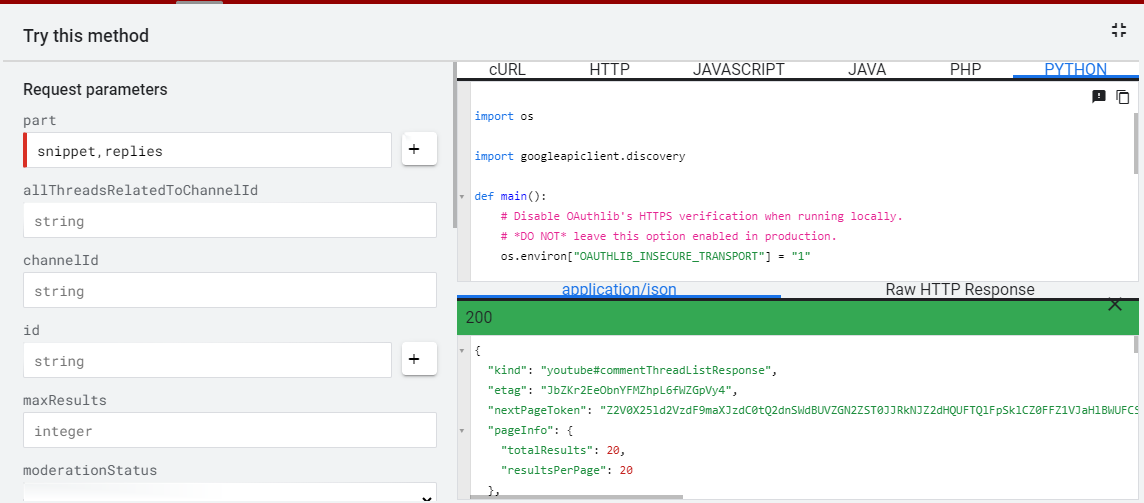 Try this method
Request parameters
part
snippet,replies
+
allThreadsRelatedToChannelId
string
channelId
string
id
string
+
maxResults
integer
moderationStatus
cURL HTTP JAVASCRIPT JAVA PHP PYTHON
import os
import googleapiclient.discovery
def main():
# Disable OAuthlib's HTTPS verification when running locally.
# *DO NOT* leave this option enabled in production.
os.environ["OAUTHLIB_INSECURE_TRANSPORT"] = "1"
application/json Raw HTTP Response
200
{
"kind": "youtube#commentThreadListResponse",
"etag": "JbZKr2EeObnYFMZhpL6fWZGpVy4",
"nextPageToken":
"pageInfo": {
"totalResults": 20,
"resultsPerPage": 20
},